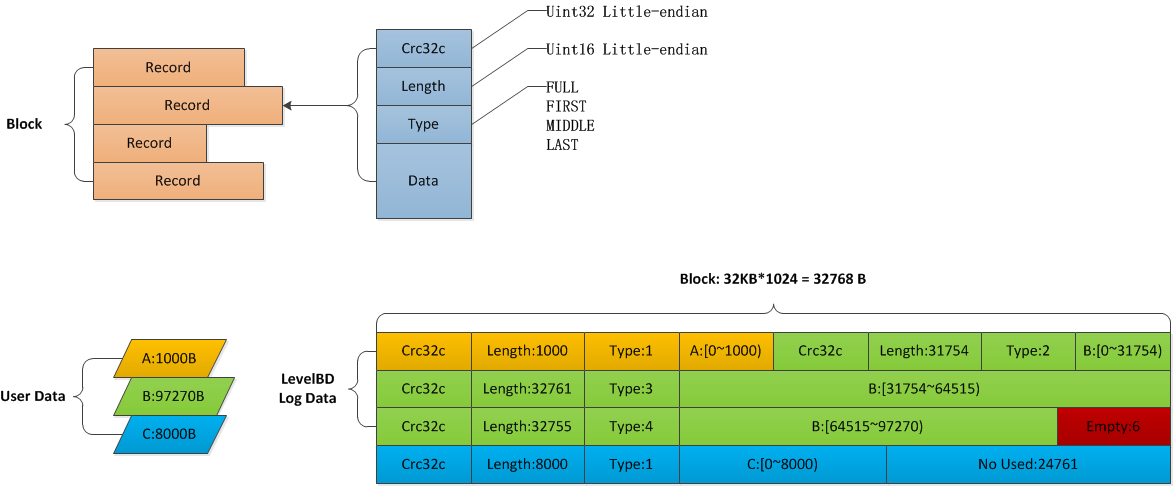 Uint32 Little-endian
Crc32c
Uint16 Little-endian
Record
Length
FULL
Record
FIRST
Block
Type
MIDDLE
Record
LAST
Record
Data
Block: 32KB*1024 = 32768 B
A:1000B
Crc32c Length:1000 Type:1 A:[0~1000) Crc32c Length:31754 Type:2 B:[0~31754)
User Data
B:97270B
LevelBD
Log Data
Crc32c Length:32761 Type:3 B:[31754~64515)
C:8000B
Crc32c Length:32755 Type:4 B:[64515~97270) Empty:6
Crc32c Length:8000 Type:1 C:[0~8000) No Used:24761